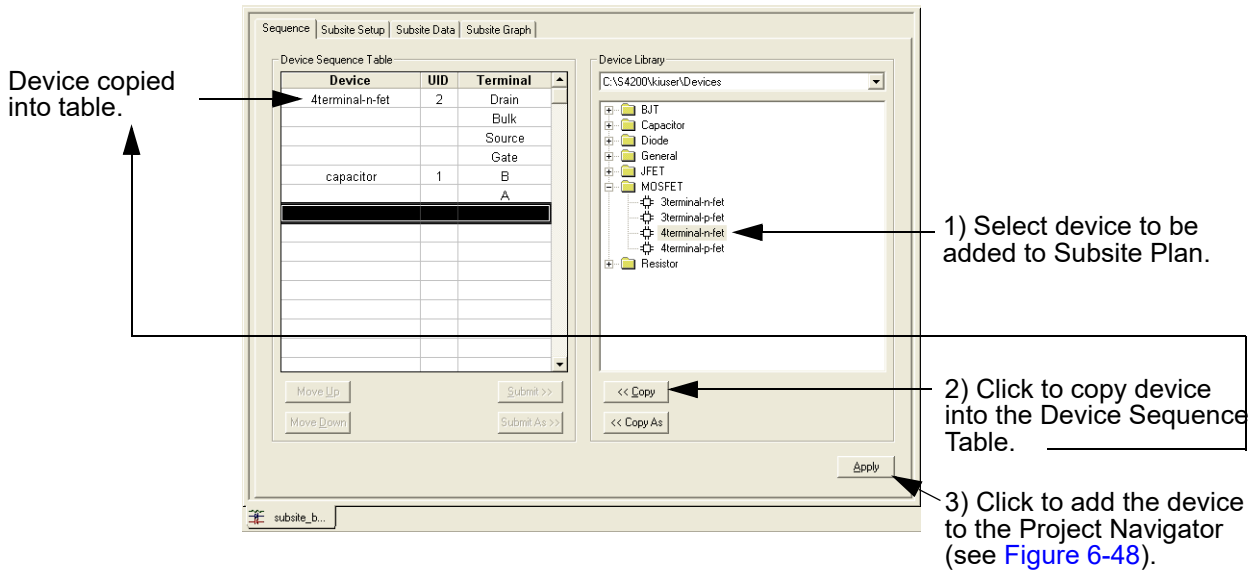 Sequence
Subsite Setup
Subsite Data
Subsite Graph
Device copied
into table.
Device Sequence Table
Device UID Terminal
4terminal-n-fet 2 Drain
Bulk
Source
Gate
capacitor 1 B
A
Move Up
Submit >>
Move Down
Submit As >>
Device Library
C:\S4200\kiuser\Devices
BJT
Capacitor
Diode
General
JFET
MOSFET
3terminal-n-fet
3terminal-p-fet
4terminal-n-fet
4terminal-p-fet
Resistor
<< Copy
<< Copy As
Apply
subsite_b...
1) Select device to be
added to Subsite Plan.
2) Click to copy device
into the Device Sequence
Table.
3) Click to add the device
to the Project Navigator
(see Figure 6-48).